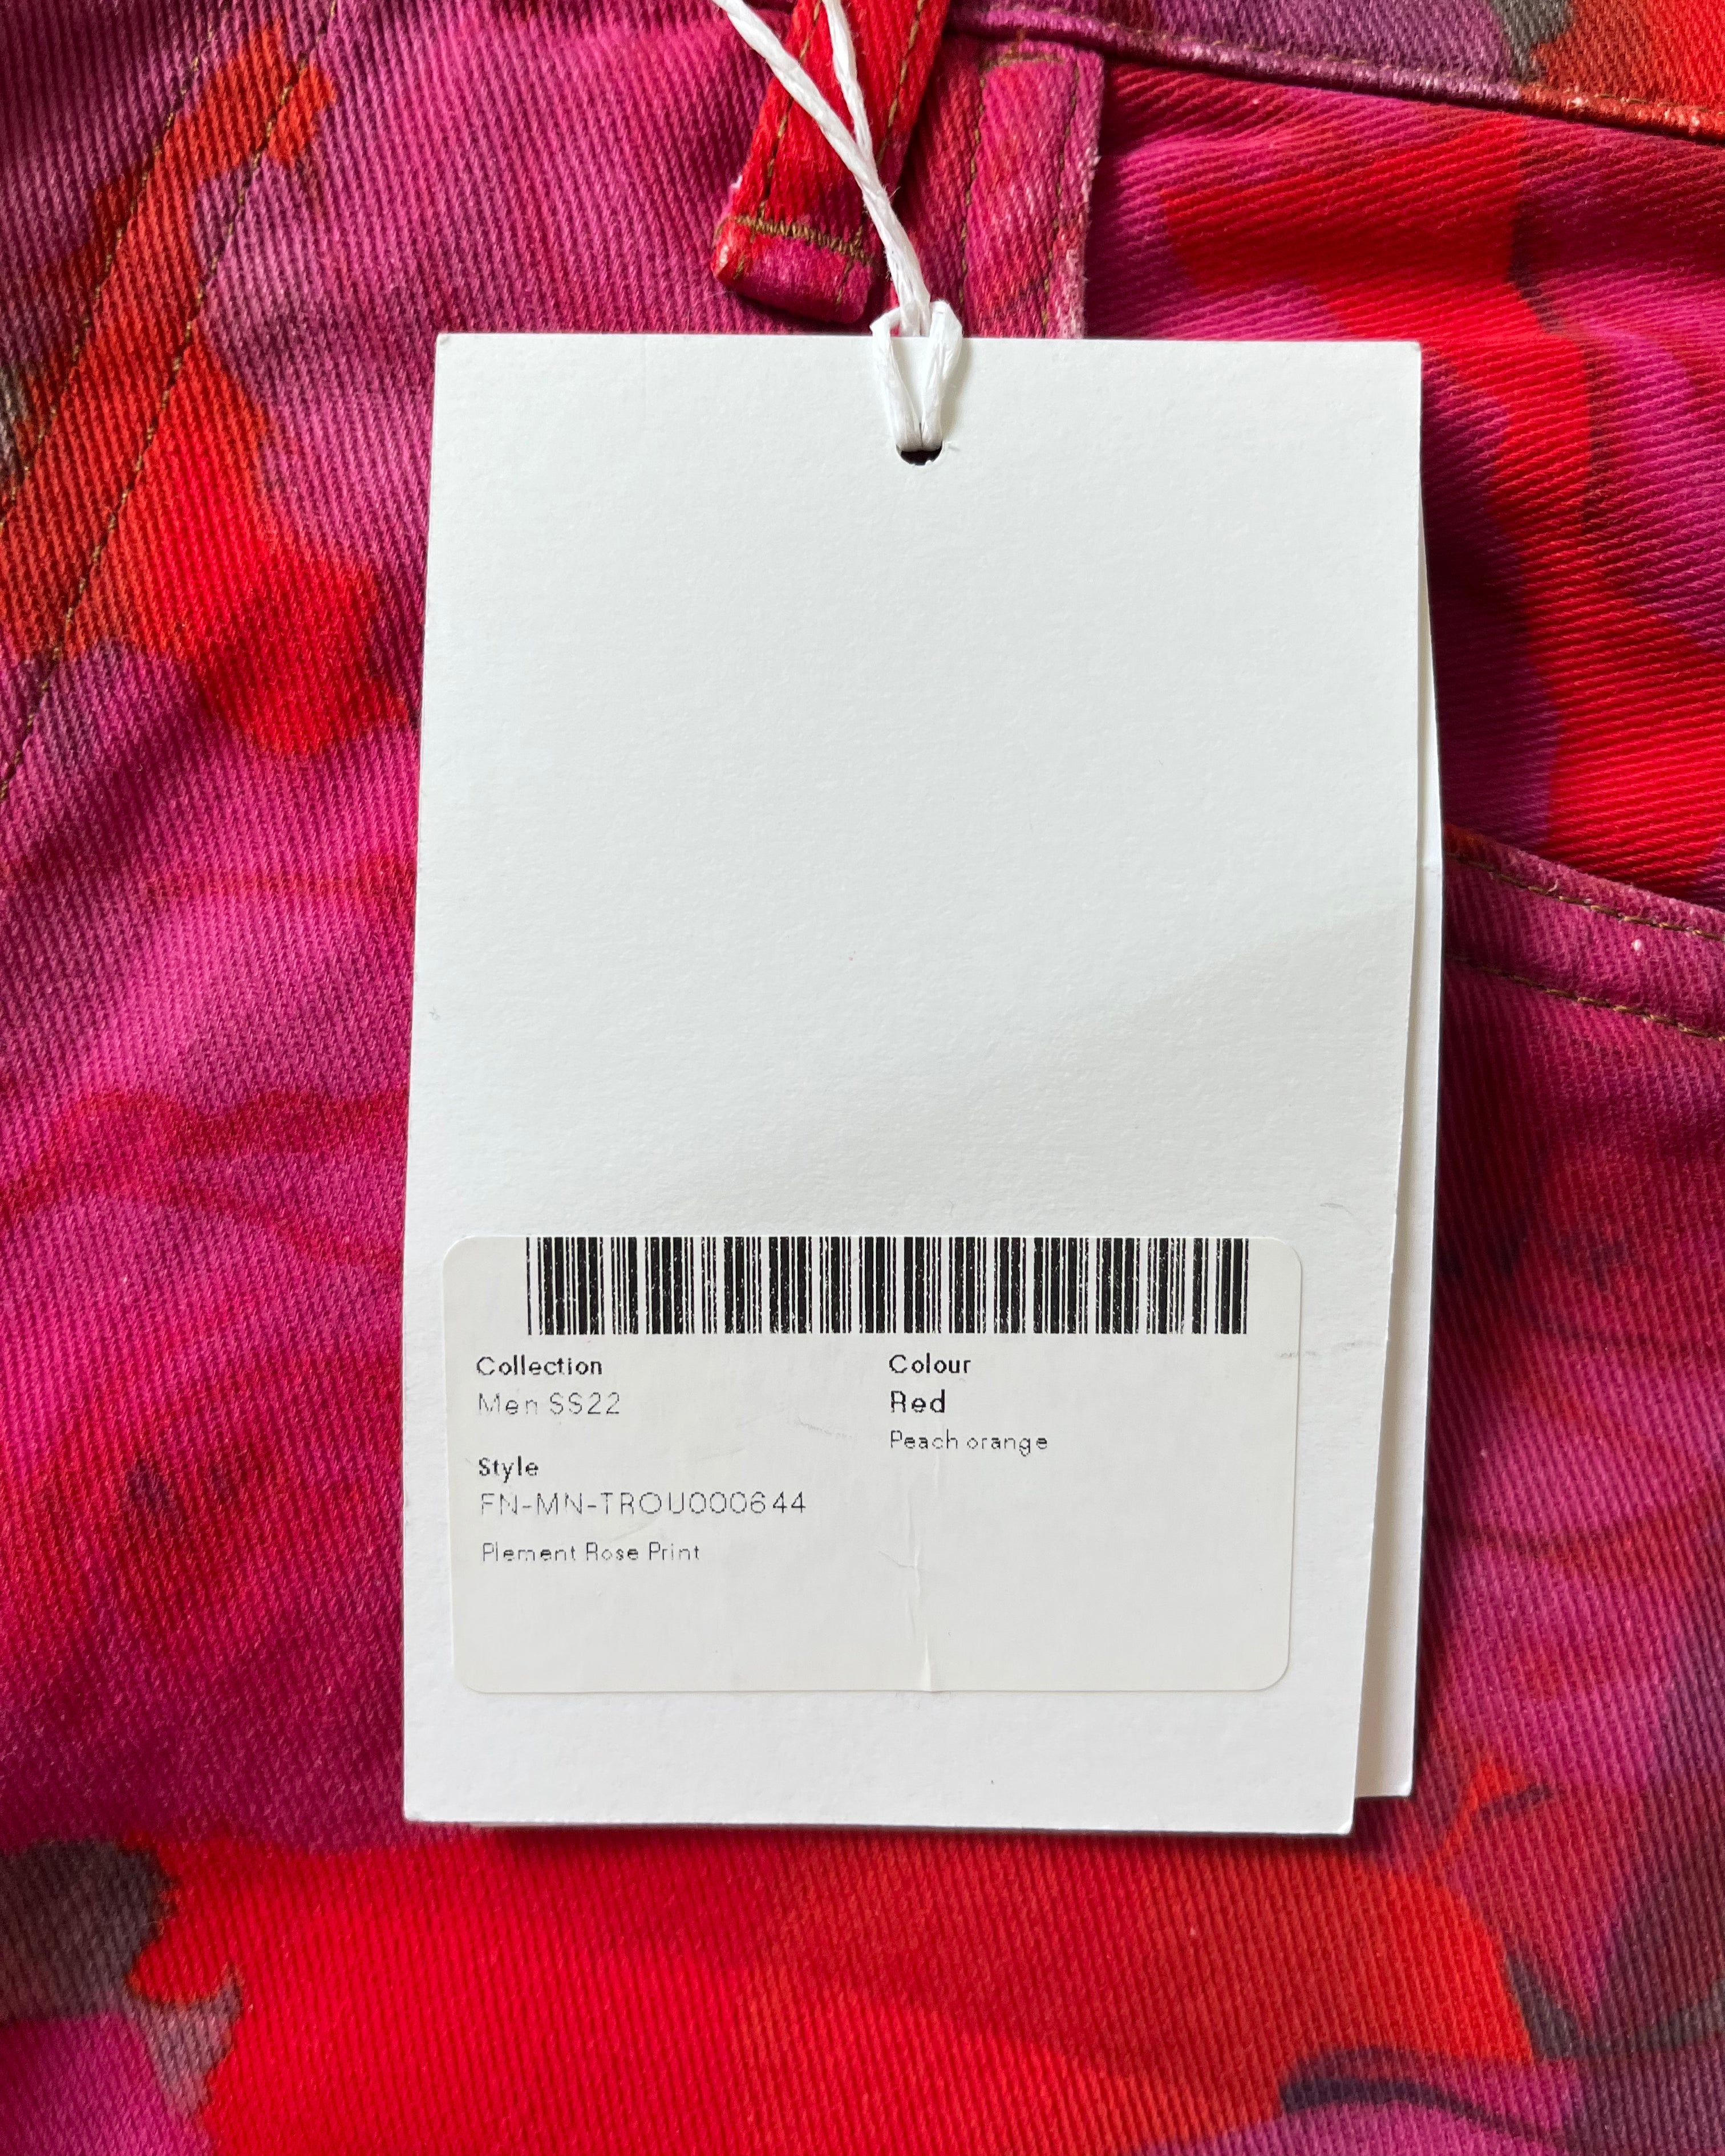 Collection
Men SS22
Style
FN-MN-TROU000644
Plement Rose Print
Colour
Red
Peach orange